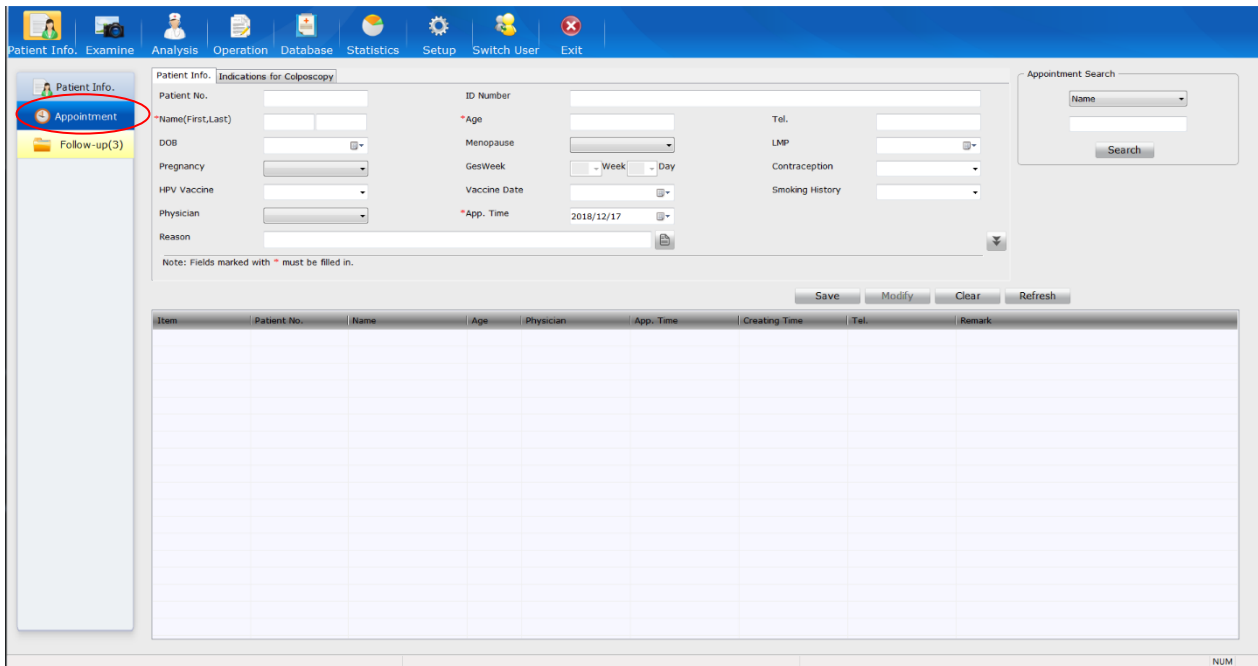 Patient Info. Examine Analysis Operation Database Statistics Setup Switch User Exit
Patient Info.
Appointment
Follow-up(3)
Patient Info. Indications for Colposcopy
Patient No. ID Number
*Name(First,Last) *Age Tel.
DOB Menopause LMP
Pregnancy GesWeek Week Day Contraception
HPV Vaccine Vaccine Date Smoking History
Physician *App. Time 2018/12/17
Reason
Note: Fields marked with * must be filled in.
Appointment Search
Name
Search
Save Modify Clear Refresh
Item Patient No. Name Age Physician App. Time Creating Time Tel. Remark
NUM